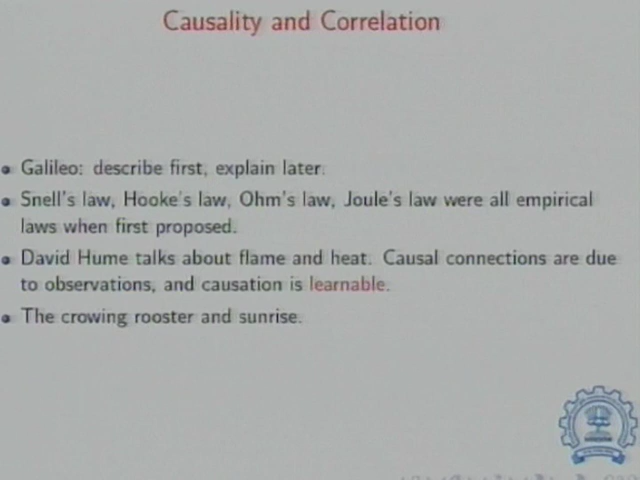 Causality and Correlation
Galileo: describe first, explain later.
Snell's law, Hooke's law, Ohm's law, Joule's law were all empirical
laws when first proposed.
David Hume talks about flame and heat. Causal connections are due
to observations, and causation is learnable.
The crowing rooster and sunrise.